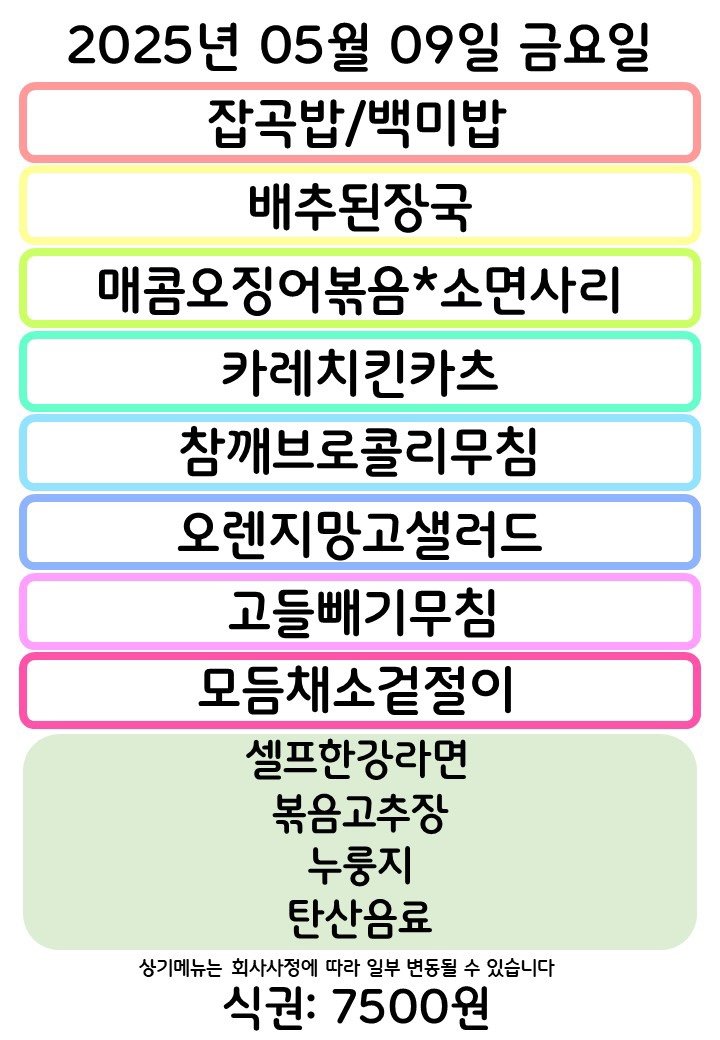 2025년 05월 09일 금요일
잡곡밥/백미밥
배추된장국
매콤오징어볶음*소면사리
카레치킨카츠
참깨브로콜리무침
오렌지망고샐러드
고들빼기무침
모듬채소겉절이
셀프한강라면
볶음고추장
누룽지
탄산음료
상기메뉴는 회사사정에 따라 일부 변동될 수 있습니다
식권: 7500원